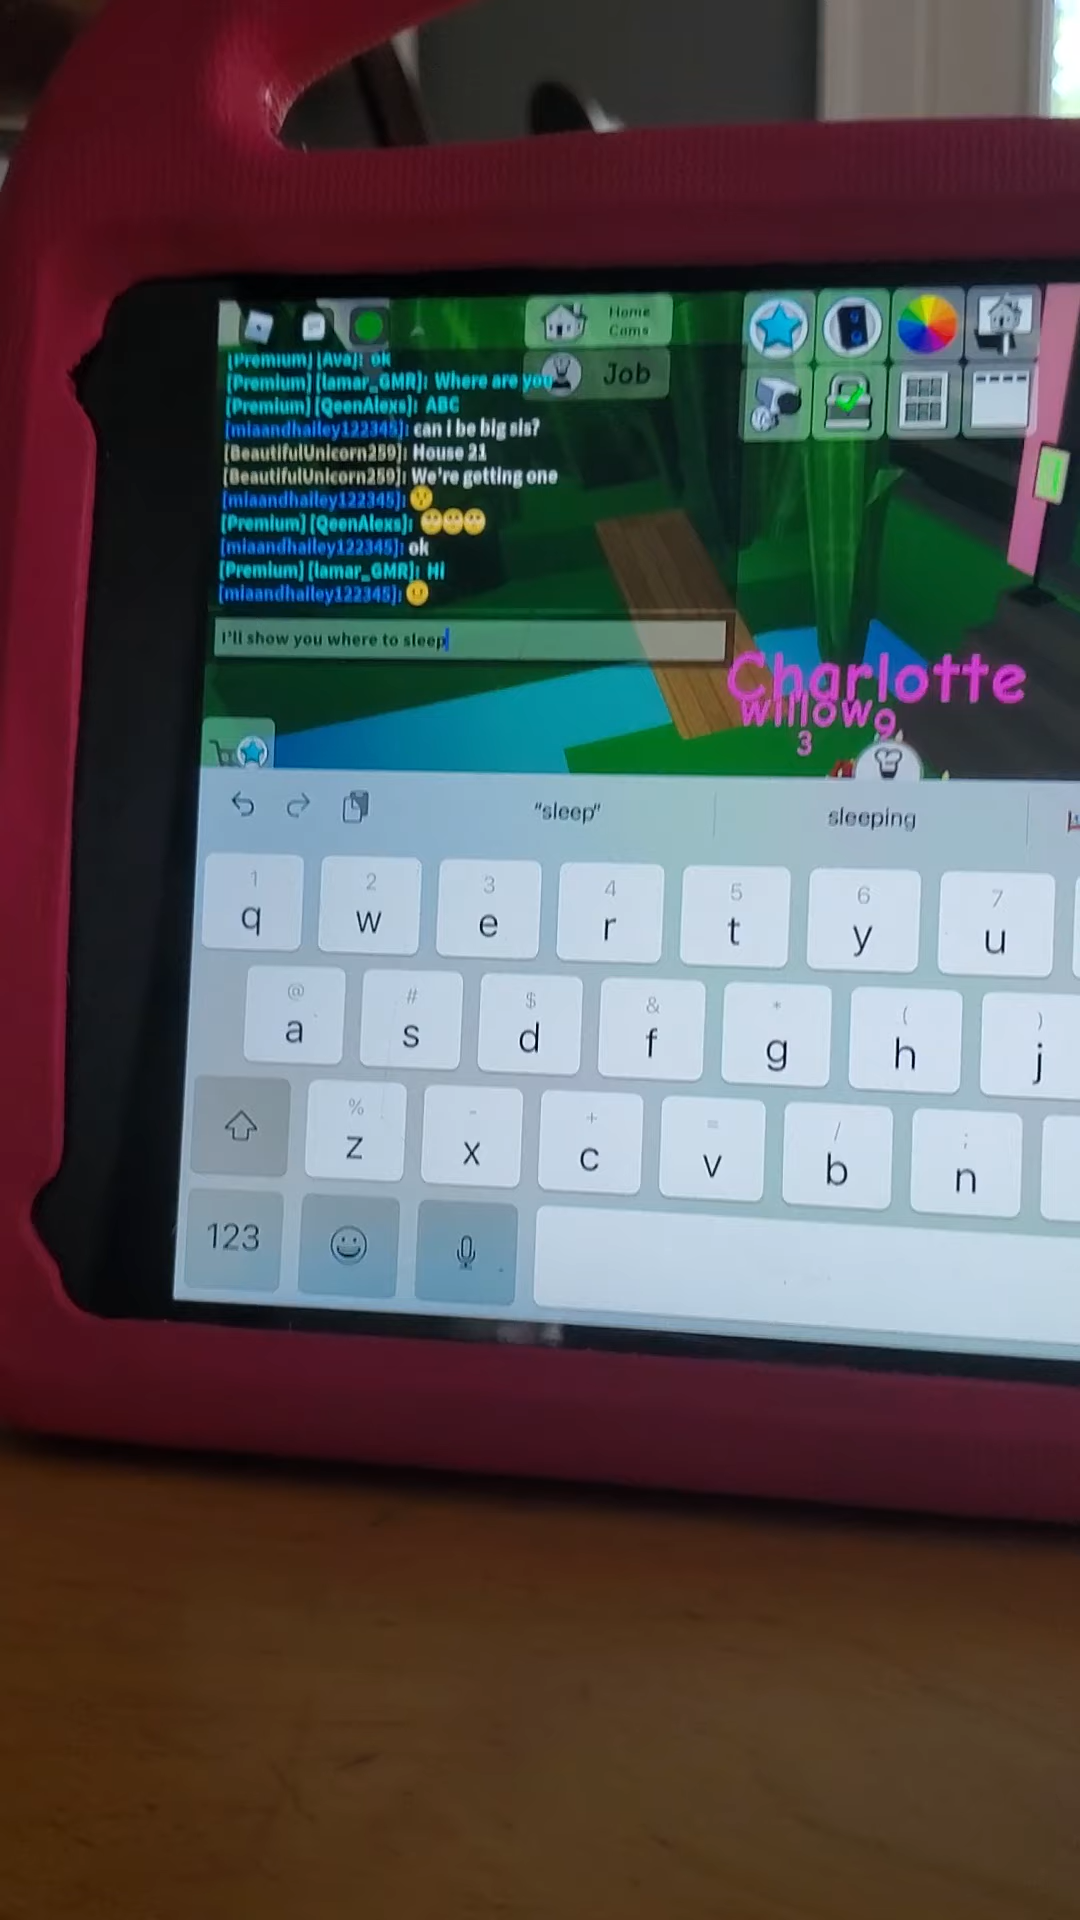 Home
Cams
[Premium] [Ava]: ok
[Premium] [lamar_GMR]: Where are you
Job
[Premium] [QeenAlexs]: ABC
[miaandhailey122345]: can i be big sis?
[BeautifulUnicorn259]: House 21
[BeautifulUnicorn259]: We're getting one
[miaandhailey122345]: 😯
[Premium] [QeenAlexs]: 😁😁😁
[miaandhailey122345]: ok
[Premium] [lamar_GMR]: Hi
[miaandhailey122345]: 🙂
I'll show you where to sleep
Charlotte
willow9
3
"sleep" sleeping
1 2 3 4 5 6 7
q w e r t y u
@ # $ & * ( )
a s d f g h j
% - + = / ;
z x c v b n
123